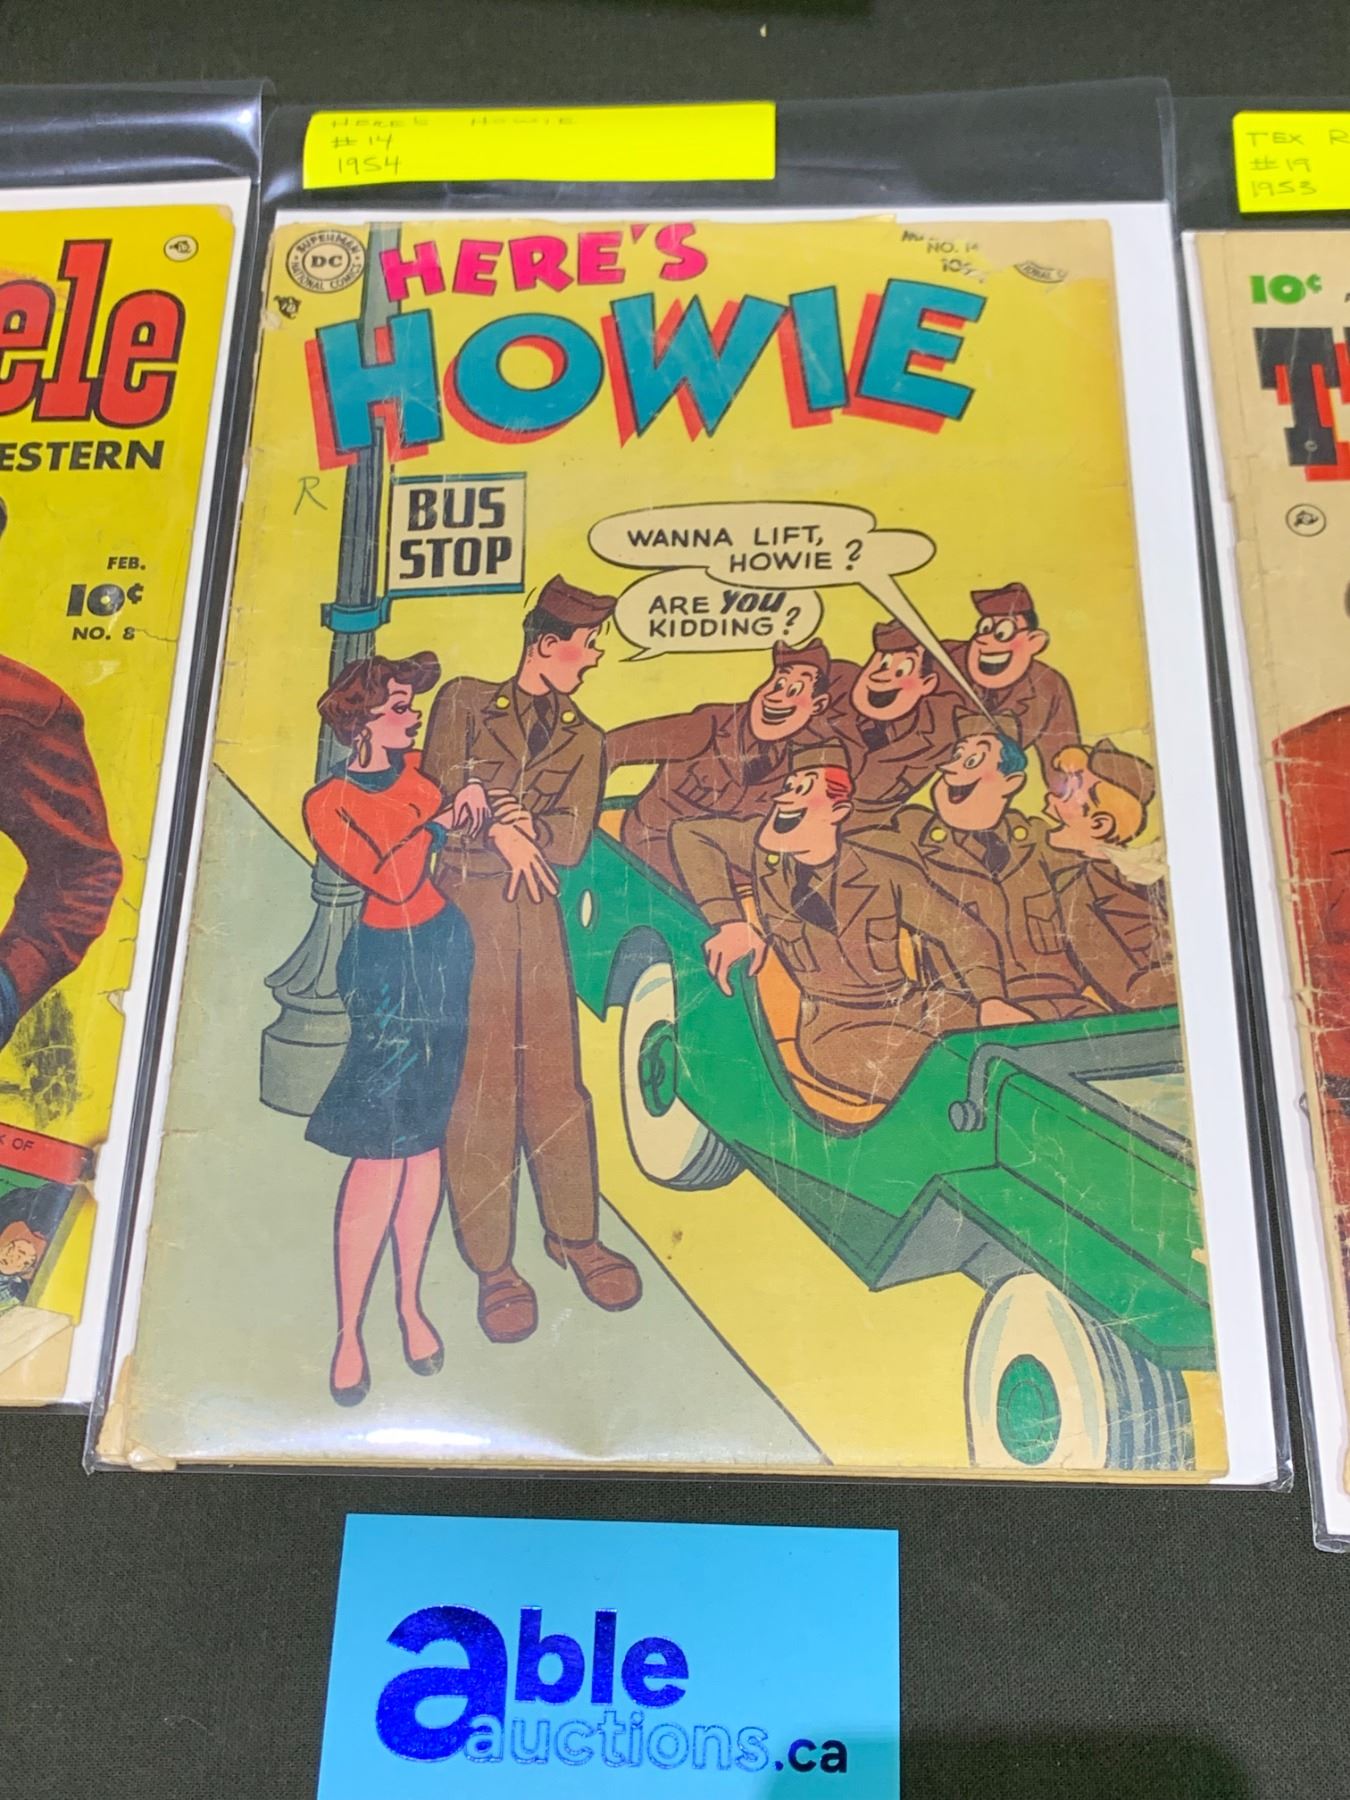 HERE'S HOWIE
#14
1954
TEX R
#19
1953
SUPERMAN
DC
NATIONAL COMICS
HERE'S
HOWIE
NO. 14
10¢
R
BUS
STOP
WANNA LIFT,
HOWIE?
ARE YOU
KIDDING?
ele
ESTERN
FEB.
10¢
NO. 8
K OF
10¢
T
able
auctions.ca